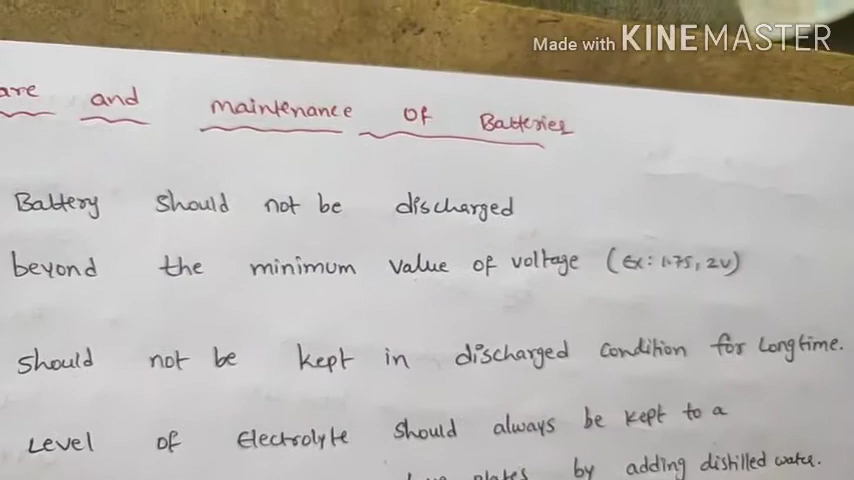 Made with KINEMASTER
are and maintenance of Batteries
Battery should not be discharged
beyond the minimum value of voltage (Ex: 1.75, 2V)
should not be kept in discharged condition for Longtime.
Level of Electrolyte should always be kept to a
plates by adding distilled water.